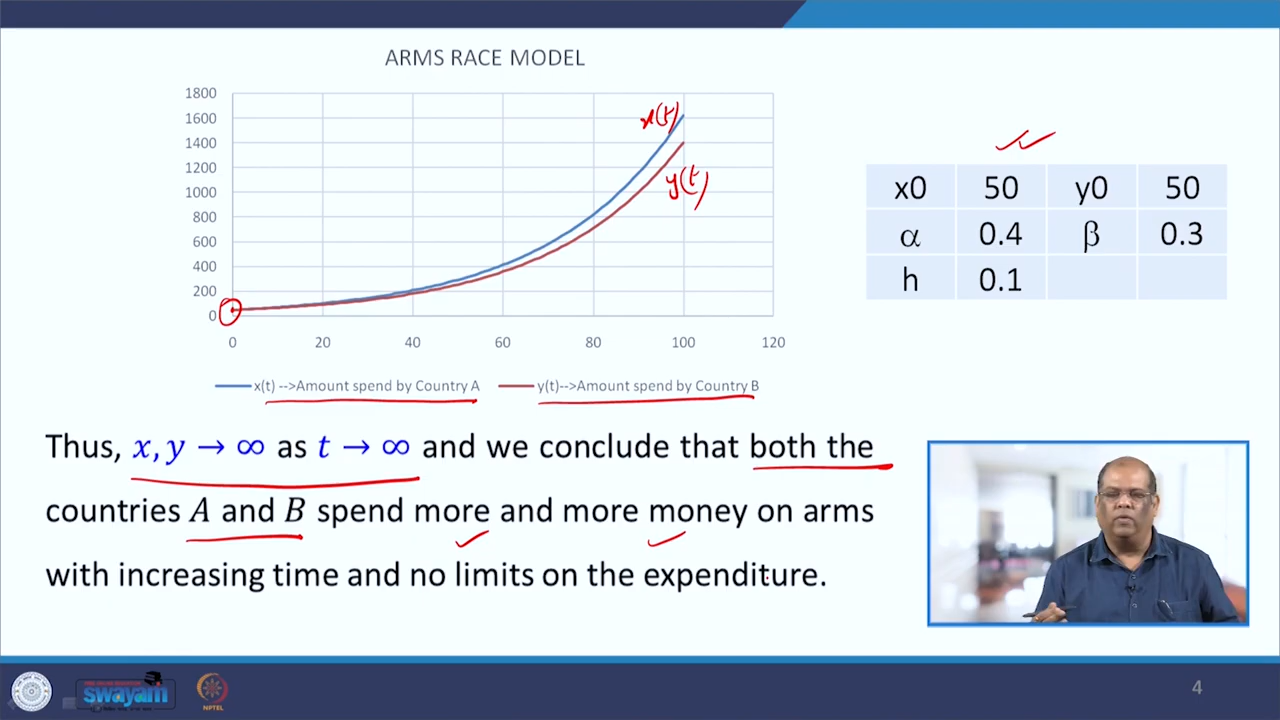 ARMS RACE MODEL
1800
1600
1400
1200
1000
800
600
400
200
0
0 20 40 60 80 100 120
x(t)
y(t)
x(t) -->Amount spend by Country A y(t)-->Amount spend by Country B
x0 50 y0 50
α 0.4 β 0.3
h 0.1
Thus, x, y → ∞ as t → ∞ and we conclude that both the
countries A and B spend more and more money on arms
with increasing time and no limits on the expenditure.
swayam
NPTEL
4